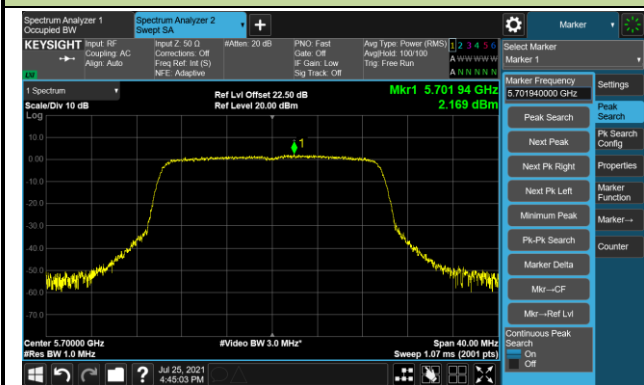 Spectrum Analyzer 1
Occupied BW
Spectrum Analyzer 2
Swept SA
Marker
KEYSIGHT
Input: RF
Coupling: AC
Align: Auto
Input Z: 50 Ω
Corrections: Off
Freq Ref: Int (S)
NFE: Adaptive
#Atten: 20 dB
PNO: Fast
Gate: Off
IF Gain: Low
Sig Track: Off
Avg Type: Power (RMS)
Avg|Hold: 100/100
Trig: Free Run
1 2 3 4 5 6
A W W W W W
A N N N N N
Select Marker
Marker 1
LXI
1 Spectrum
Scale/Div 10 dB
Log
Ref Lvl Offset 22.50 dB
Ref Level 20.00 dBm
Mkr1 5.701 94 GHz
2.169 dBm
Marker Frequency
5.701940000 GHz
Settings
Peak Search
Peak
Search
Next Peak
Pk Search
Config
Next Pk Right
Properties
Next Pk Left
Marker
Function
Minimum Peak
Marker→
Pk-Pk Search
Counter
Marker Delta
Mkr→CF
Mkr→Ref Lvl
Continuous Peak
Search
On
Off
10.0
0.00
-10.0
-20.0
-30.0
-40.0
-50.0
-60.0
-70.0
1
Center 5.70000 GHz
#Res BW 1.0 MHz
#Video BW 3.0 MHz*
Span 40.00 MHz
Sweep 1.07 ms (2001 pts)
?
Jul 25, 2021
4:45:03 PM